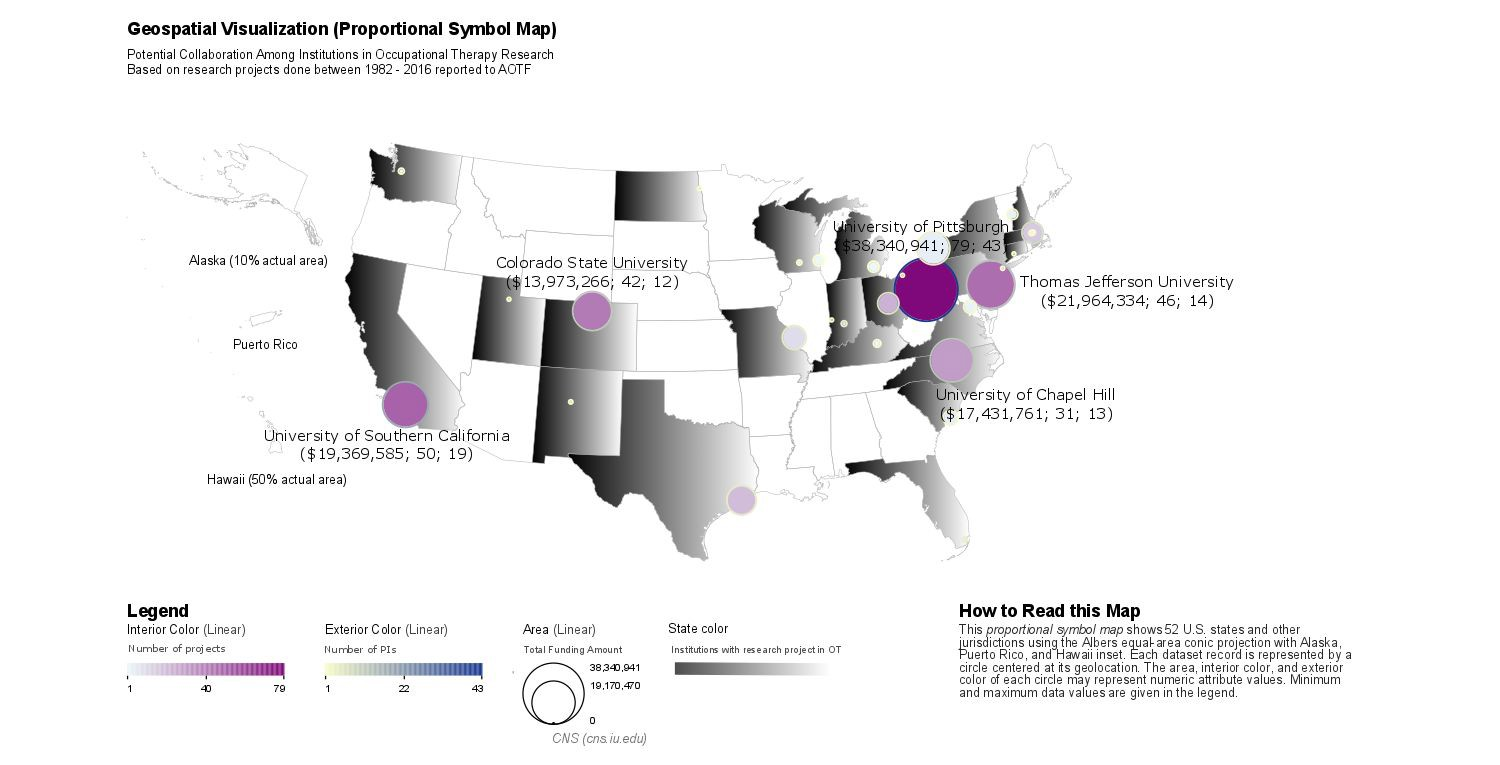 Geospatial Visualization (Proportional Symbol Map)
Potential Collaboration Among Institutions in Occupational Therapy Research
Based on research projects done between 1982 - 2016 reported to AOTF
University of Pittsburgh
$38,340,941; 79; 43
Alaska (10% actual area)
Colorado State University
($13,973,266; 42; 12)
Thomas Jefferson University
($21,964,334; 46; 14)
Puerto Rico
University of Chapel Hill
($17,431,761; 31; 13)
University of Southern California
($19,369,585; 50; 19)
Hawaii (50% actual area)
Legend
Interior Color (Linear)
Number of projects
1 40 79
Exterior Color (Linear)
Number of PIs
1 22 43
Area (Linear)
Total Funding Amount
38,340,941
19,170,470
0
CNS (cns.iu.edu)
State color
Institutions with research project in OT
How to Read this Map
This proportional symbol map shows 52 U.S. states and other
jurisdictions using the Albers equal-area conic projection with Alaska,
Puerto Rico, and Hawaii inset. Each dataset record is represented by a
circle centered at its geolocation. The area, interior color, and exterior
color of each circle may represent numeric attribute values. Minimum
and maximum data values are given in the legend.